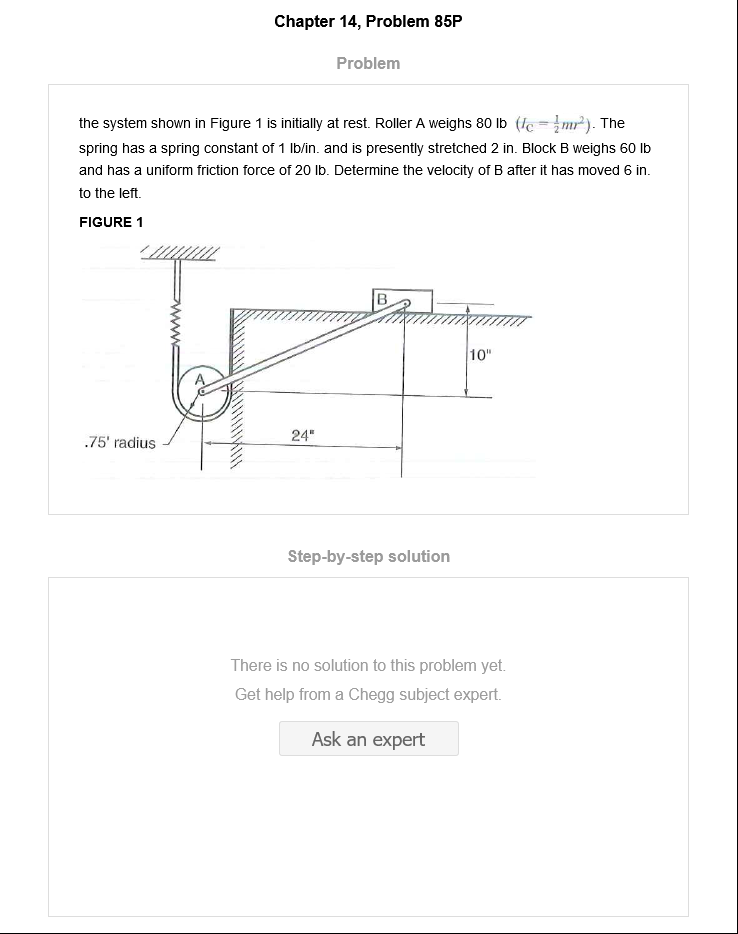 Chapter 14, Problem 85P
Problem
the system shown in Figure 1 is initially at rest. Roller A weighs 80 lb (I_C = 1/2 mr²). The
spring has a spring constant of 1 lb/in. and is presently stretched 2 in. Block B weighs 60 lb
and has a uniform friction force of 20 lb. Determine the velocity of B after it has moved 6 in.
to the left.
FIGURE 1
B
10"
A
24"
.75' radius
Step-by-step solution
There is no solution to this problem yet.
Get help from a Chegg subject expert.
Ask an expert